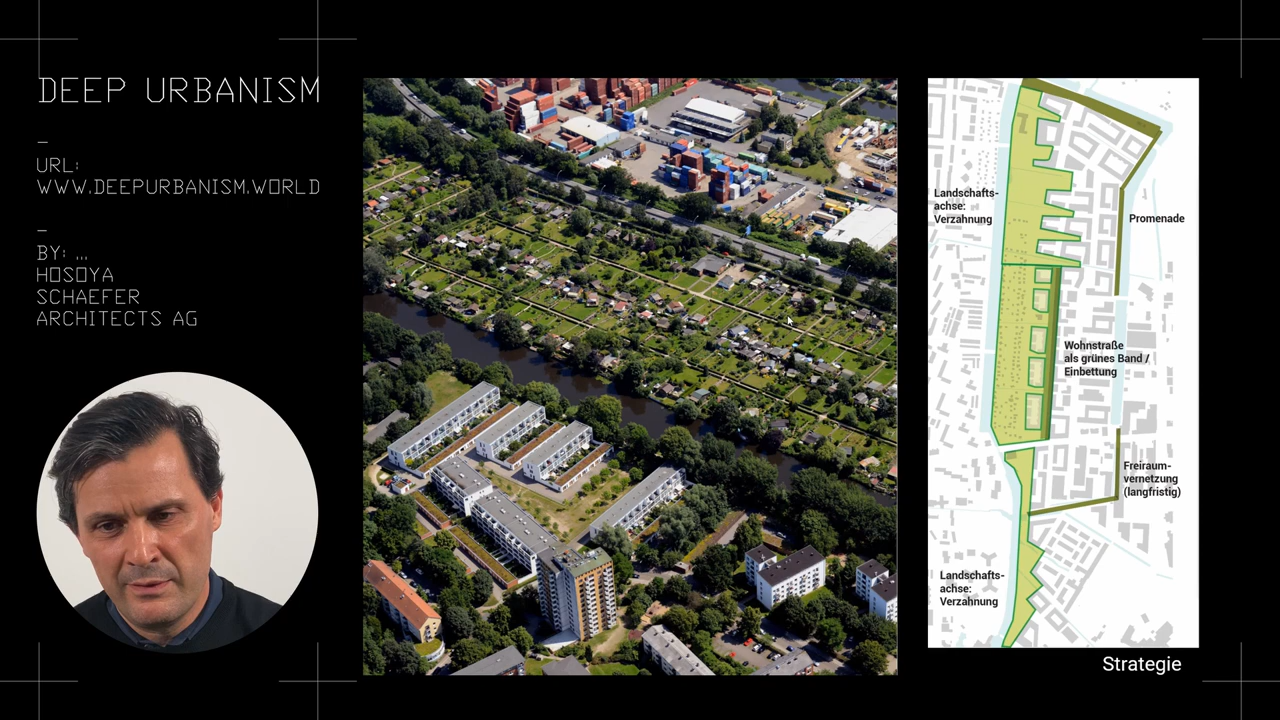 DEEP URBANISM
–
URL:
WWW.DEEPURBANISM.WORLD
–
BY: ...
HOSOYA
SCHAEFER
ARCHITECTS AG
Landschafts-
achse:
Verzahnung
Promenade
Wohnstraße
als grünes Band /
Einbettung
Freiraum-
vernetzung
(langfristig)
Landschafts-
achse:
Verzahnung
Strategie